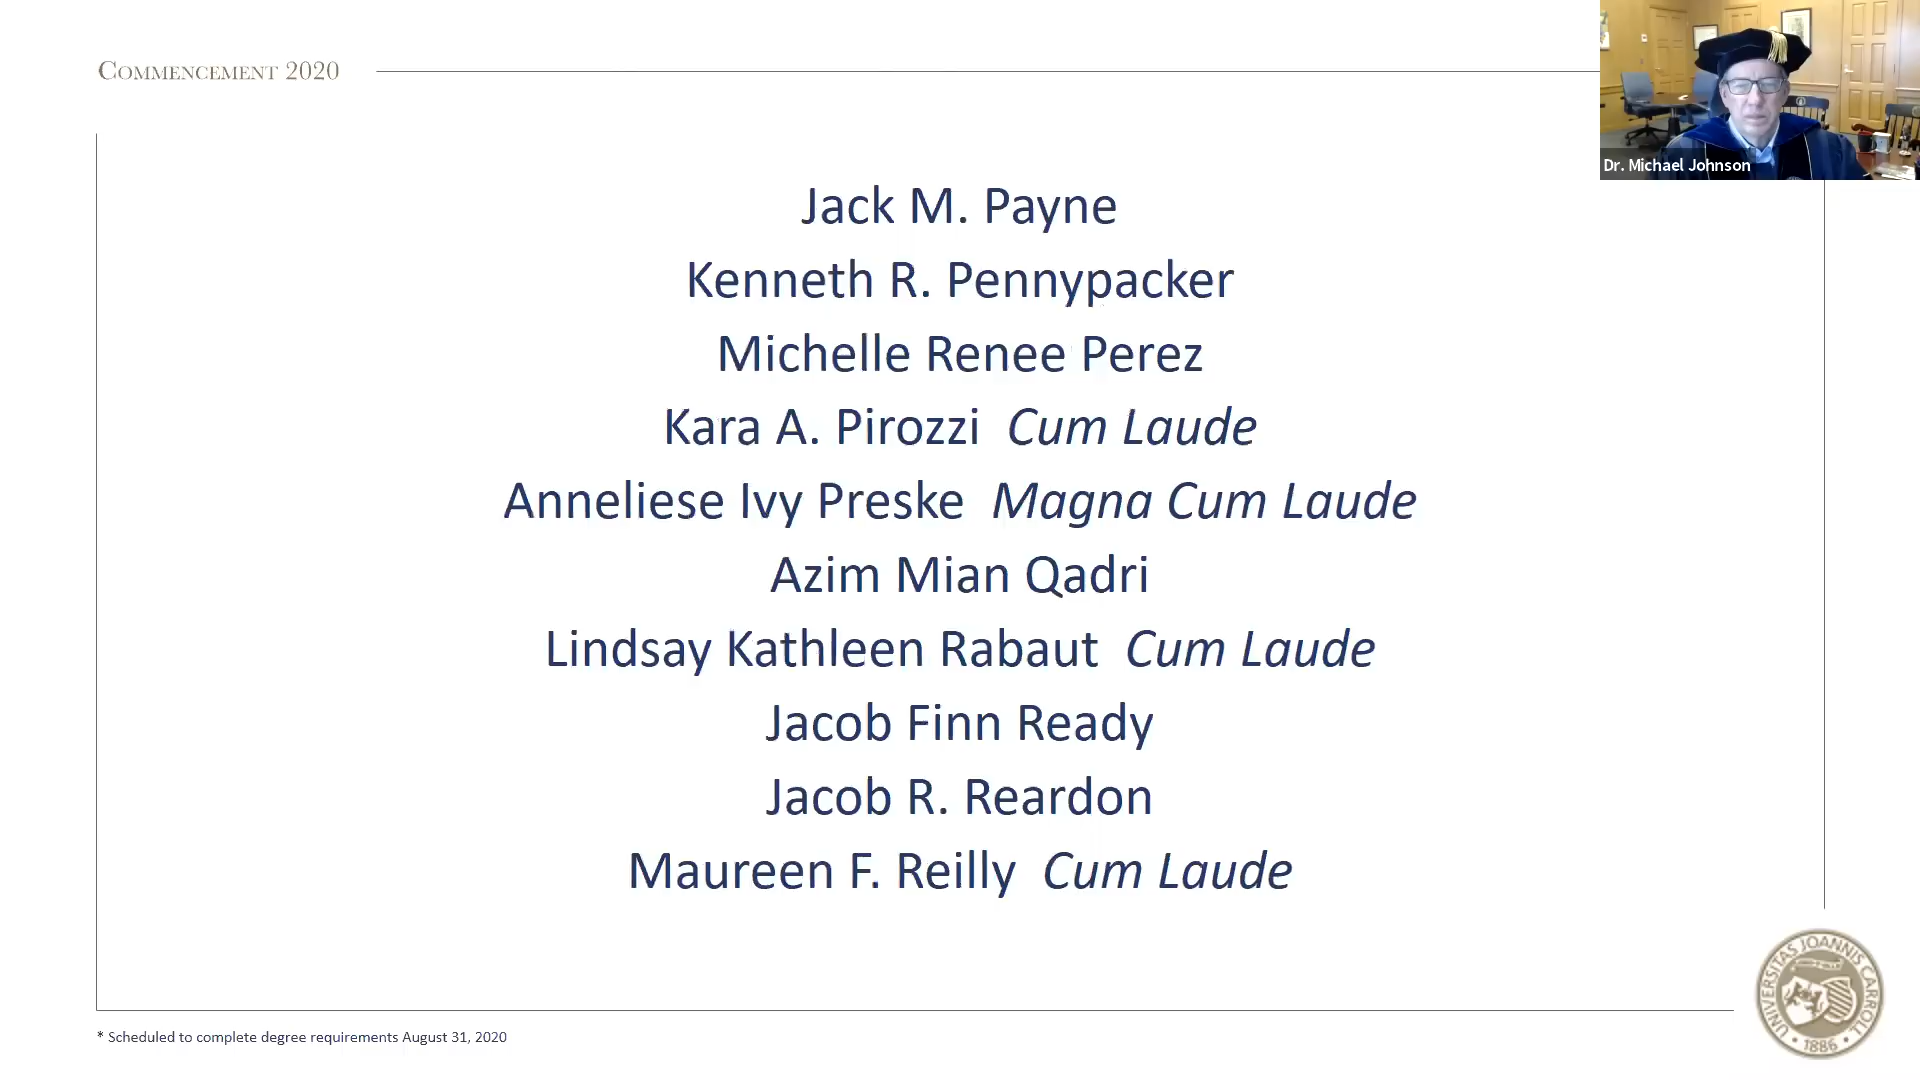 COMMENCEMENT 2020
Dr. Michael Johnson
Jack M. Payne
Kenneth R. Pennypacker
Michelle Renee Perez
Kara A. Pirozzi Cum Laude
Anneliese Ivy Preske Magna Cum Laude
Azim Mian Qadri
Lindsay Kathleen Rabaut Cum Laude
Jacob Finn Ready
Jacob R. Reardon
Maureen F. Reilly Cum Laude
UNIVERSITAS JOANNIS CARROLL
• 1886 •
* Scheduled to complete degree requirements August 31, 2020